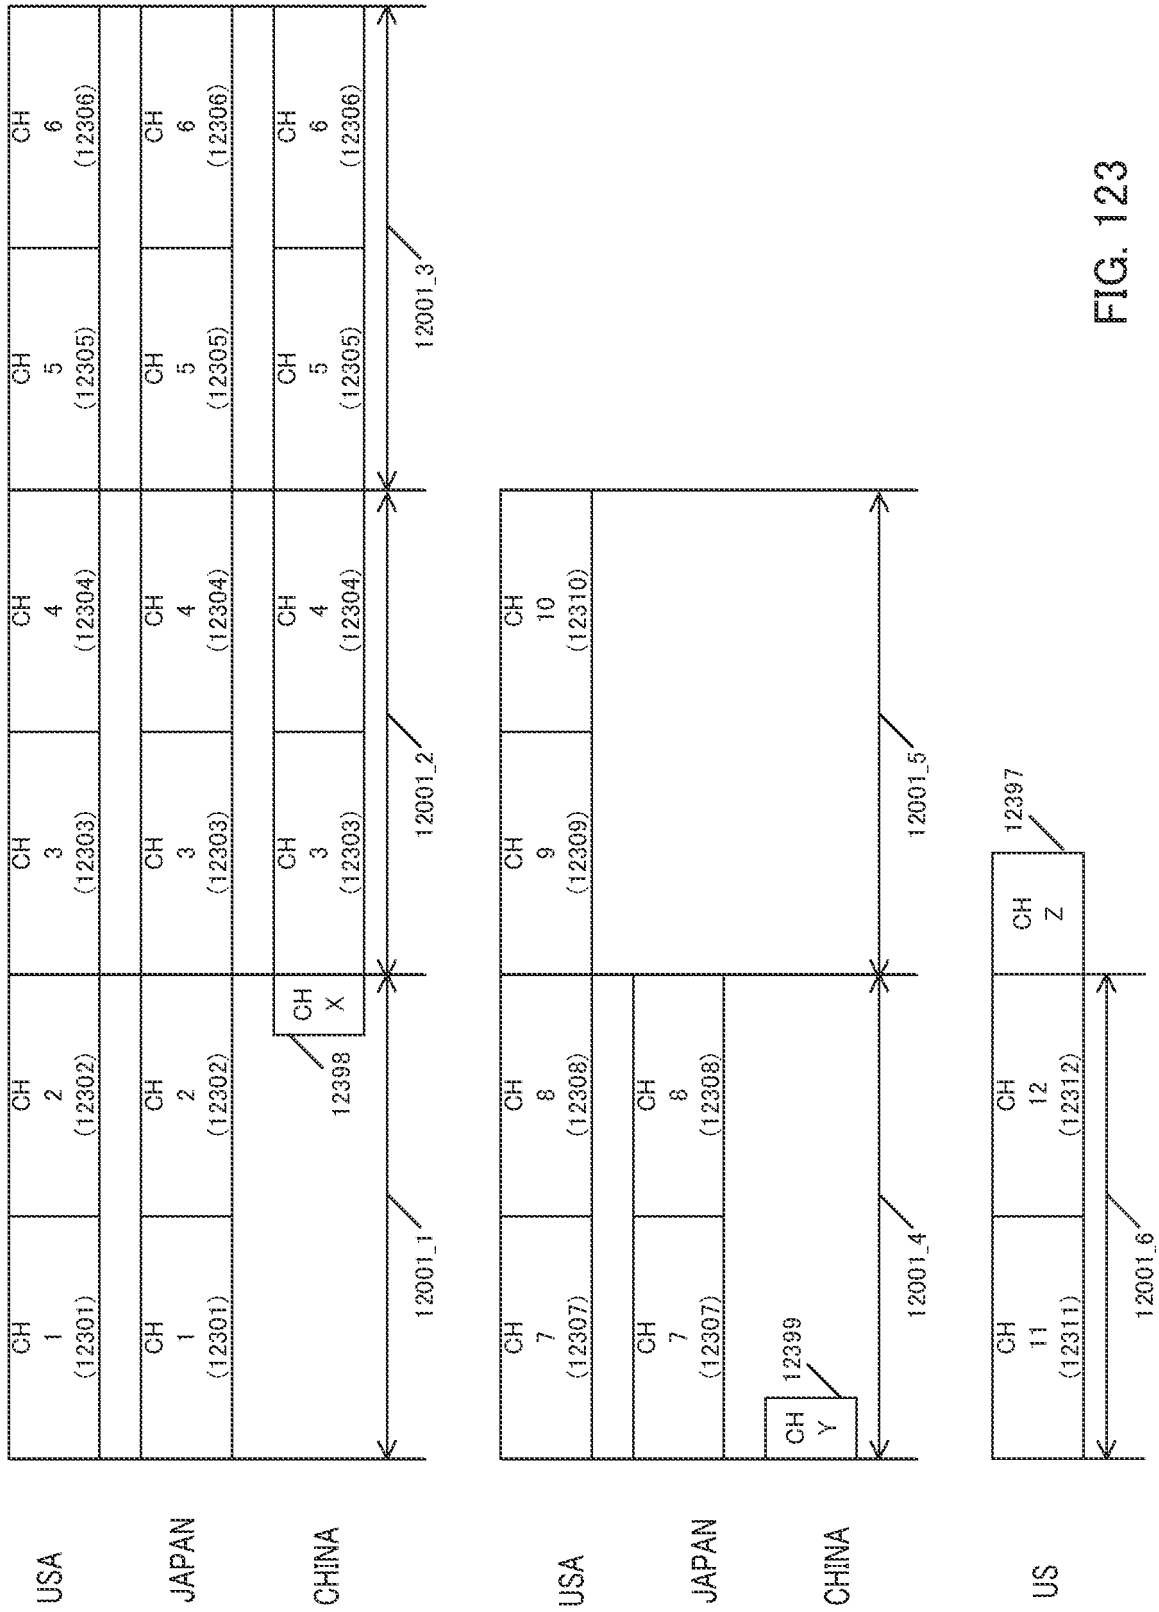 USA
CH
1
(12301)
CH
2
(12302)
CH
3
(12303)
CH
4
(12304)
CH
5
(12305)
CH
6
(12306)
JAPAN
CH
1
(12301)
CH
2
(12302)
CH
3
(12303)
CH
4
(12304)
CH
5
(12305)
CH
6
(12306)
CHINA
CH
X
12398
CH
3
(12303)
CH
4
(12304)
CH
5
(12305)
CH
6
(12306)
12001_1
12001_2
12001_3
USA
CH
7
(12307)
CH
8
(12308)
CH
9
(12309)
CH
10
(12310)
JAPAN
CH
7
(12307)
CH
8
(12308)
CHINA
CH
Y
12399
12001_4
12001_5
US
CH
11
(12311)
CH
12
(12312)
CH
Z
12397
12001_6
FIG. 123